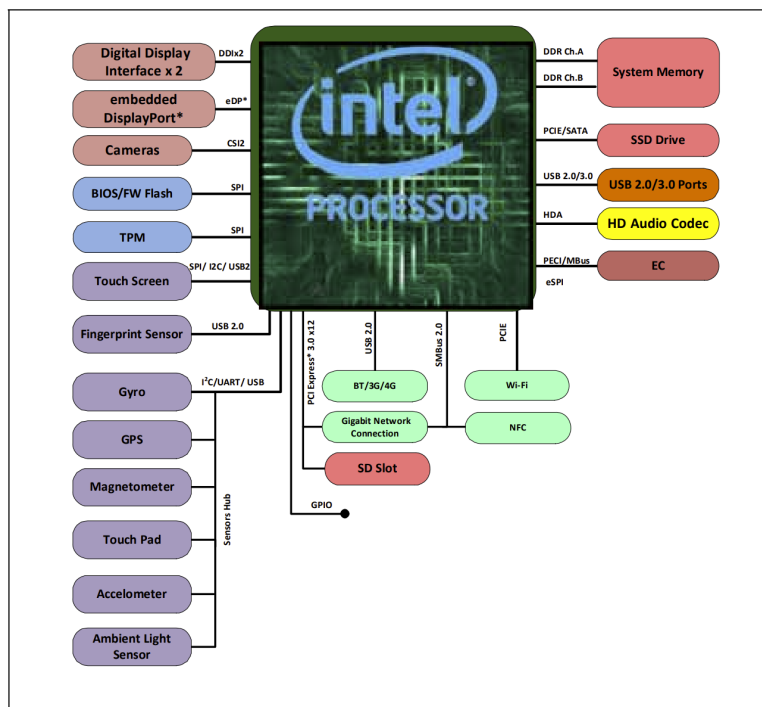 Digital Display
Interface x 2
DDIx2
embedded
DisplayPort*
eDP*
Cameras
CSI2
BIOS/FW Flash
SPI
TPM
SPI
Touch Screen
SPI/ I2C/ USB2
Fingerprint Sensor
USB 2.0
Gyro
I²C/UART/ USB
GPS
Magnetometer
Touch Pad
Accelometer
Ambient Light
Sensor
Sensors Hub
intel®
PROCESSOR
DDR Ch.A
DDR Ch.B
System Memory
PCIE/SATA
SSD Drive
USB 2.0/3.0
USB 2.0/3.0 Ports
HDA
HD Audio Codec
PECI/MBus
EC
eSPI
PCI Express* 3.0 x12
USB 2.0
SMBus 2.0
PCIE
BT/3G/4G
Wi-Fi
Gigabit Network
Connection
NFC
SD Slot
GPIO